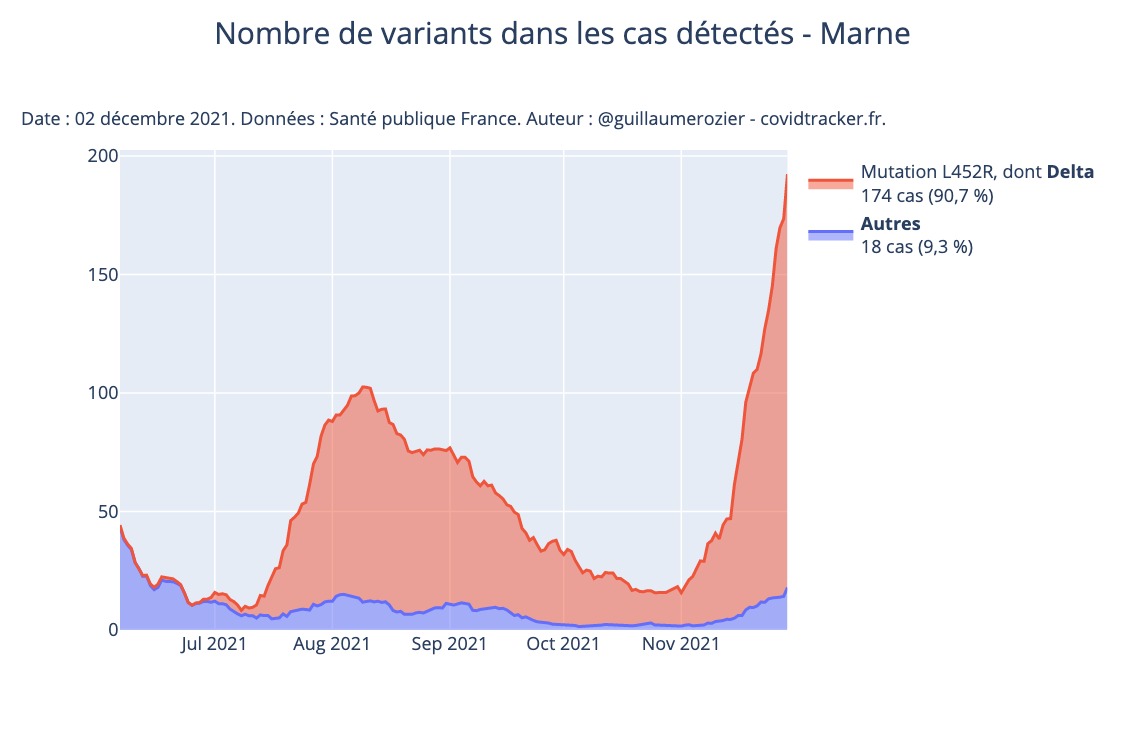 Nombre de variants dans les cas détectés - Marne
Date : 02 décembre 2021. Données : Santé publique France. Auteur : @guillaumerozier - covidtracker.fr.
200
150
100
50
0
Jul 2021
Aug 2021
Sep 2021
Oct 2021
Nov 2021
Mutation L452R, dont Delta
174 cas (90,7 %)
Autres
18 cas (9,3 %)